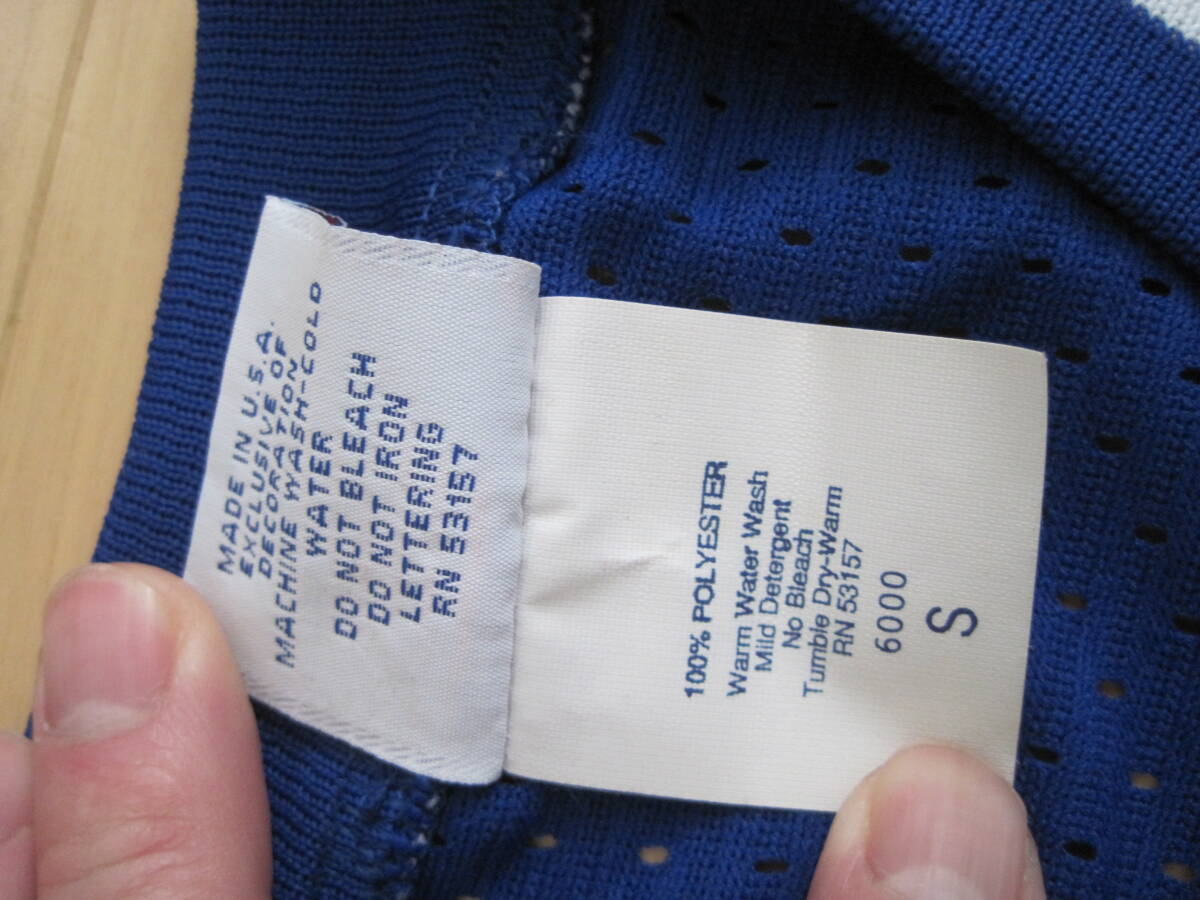 MADE IN U.S.A.
EXCLUSIVE OF
DECORATION
MACHINE WASH-COLD
WATER
DO NOT BLEACH
DO NOT IRON
LETTERING
RN 53157
100% POLYESTER
Warm Water Wash
Mild Detergent
No Bleach
Tumble Dry-Warm
RN 53157
6000
S